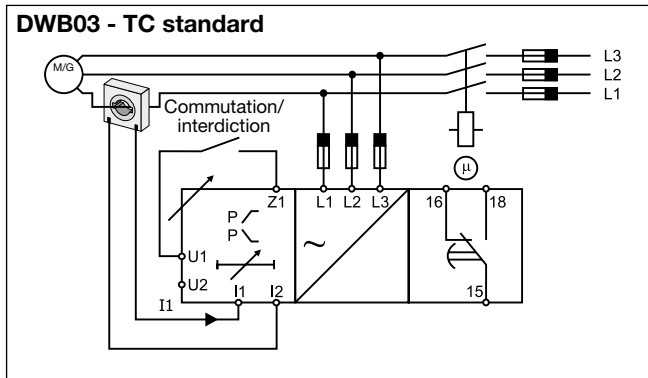 DWB03 - TC standard
L3
M/G
L2
L1
Commutation/
interdiction
µ
Z1 L1 L2 L3 16 18
P
P
~
U1
U2
15
I1 I1 I2